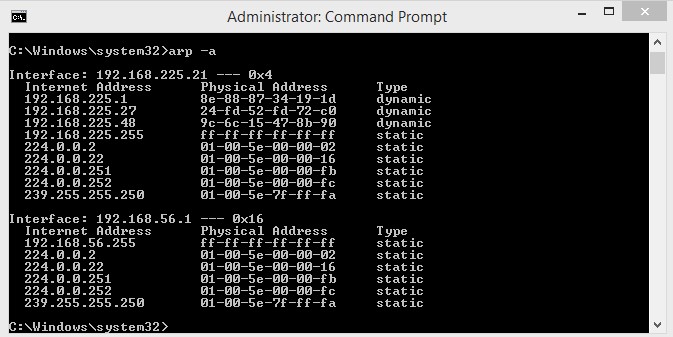 Administrator: Command Prompt
C:\Windows\system32>arp -a
Interface: 192.168.225.21 --- 0x4
Internet Address Physical Address Type
192.168.225.1 8e-88-87-34-19-1d dynamic
192.168.225.27 24-fd-52-fd-72-c0 dynamic
192.168.225.48 9c-6c-15-47-8b-90 dynamic
192.168.225.255 ff-ff-ff-ff-ff-ff static
224.0.0.2 01-00-5e-00-00-02 static
224.0.0.22 01-00-5e-00-00-16 static
224.0.0.251 01-00-5e-00-00-fb static
224.0.0.252 01-00-5e-00-00-fc static
239.255.255.250 01-00-5e-7f-ff-fa static
Interface: 192.168.56.1 --- 0x16
Internet Address Physical Address Type
192.168.56.255 ff-ff-ff-ff-ff-ff static
224.0.0.2 01-00-5e-00-00-02 static
224.0.0.22 01-00-5e-00-00-16 static
224.0.0.251 01-00-5e-00-00-fb static
224.0.0.252 01-00-5e-00-00-fc static
239.255.255.250 01-00-5e-7f-ff-fa static
C:\Windows\system32>